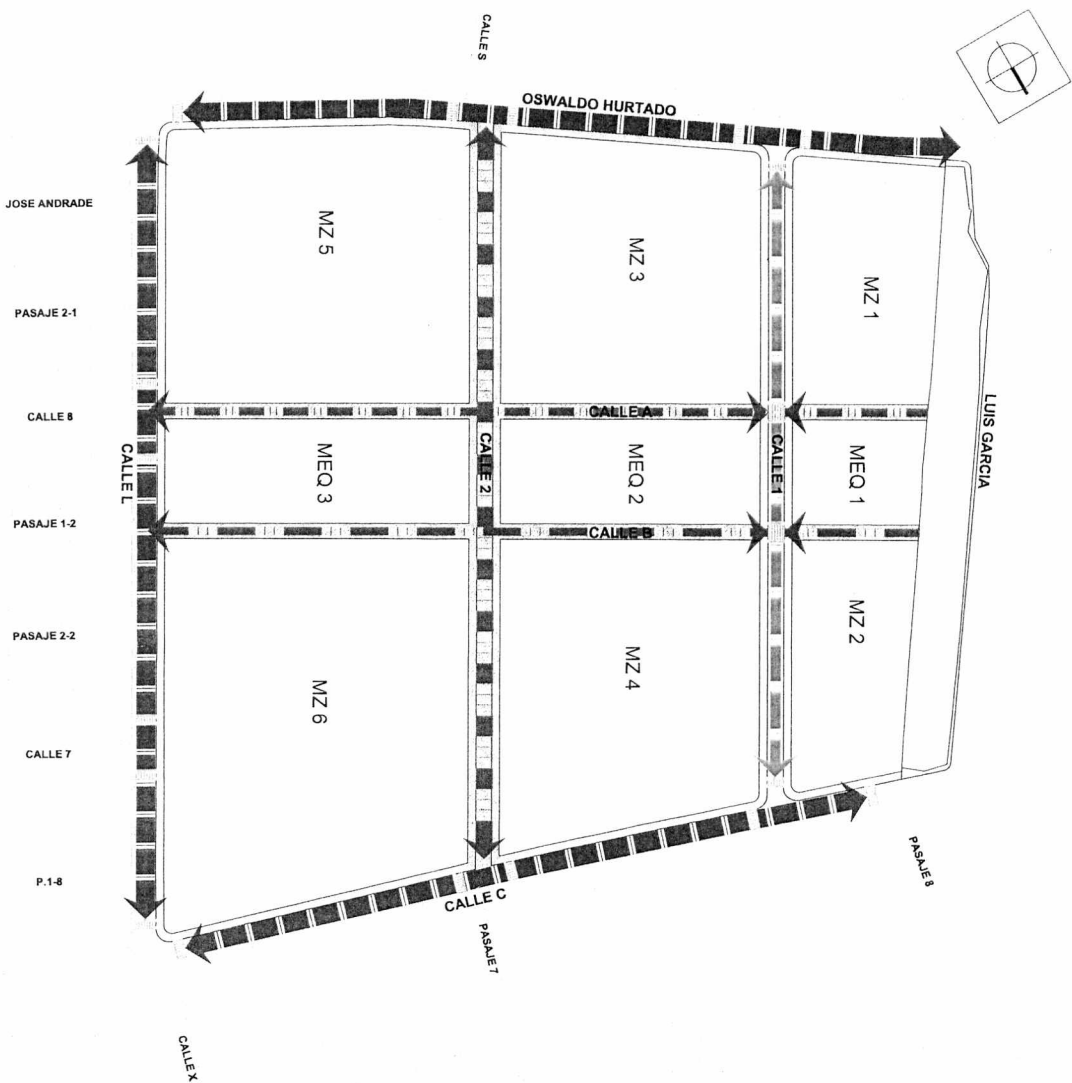 CALLE S
OSWALDO HURTADO
JOSE ANDRADE
MZ 5
MZ 3
MZ 1
PASAJE 2-1
CALLE 8
CALLE A
LUIS GARCIA
CALLE L
MEQ 3
CALLE 2
MEQ 2
CALLE 1
MEQ 1
PASAJE 1-2
CALLE B
PASAJE 2-2
MZ 6
MZ 4
MZ 2
CALLE 7
P.1-8
CALLE C
PASAJE 8
PASAJE 7
CALLE X